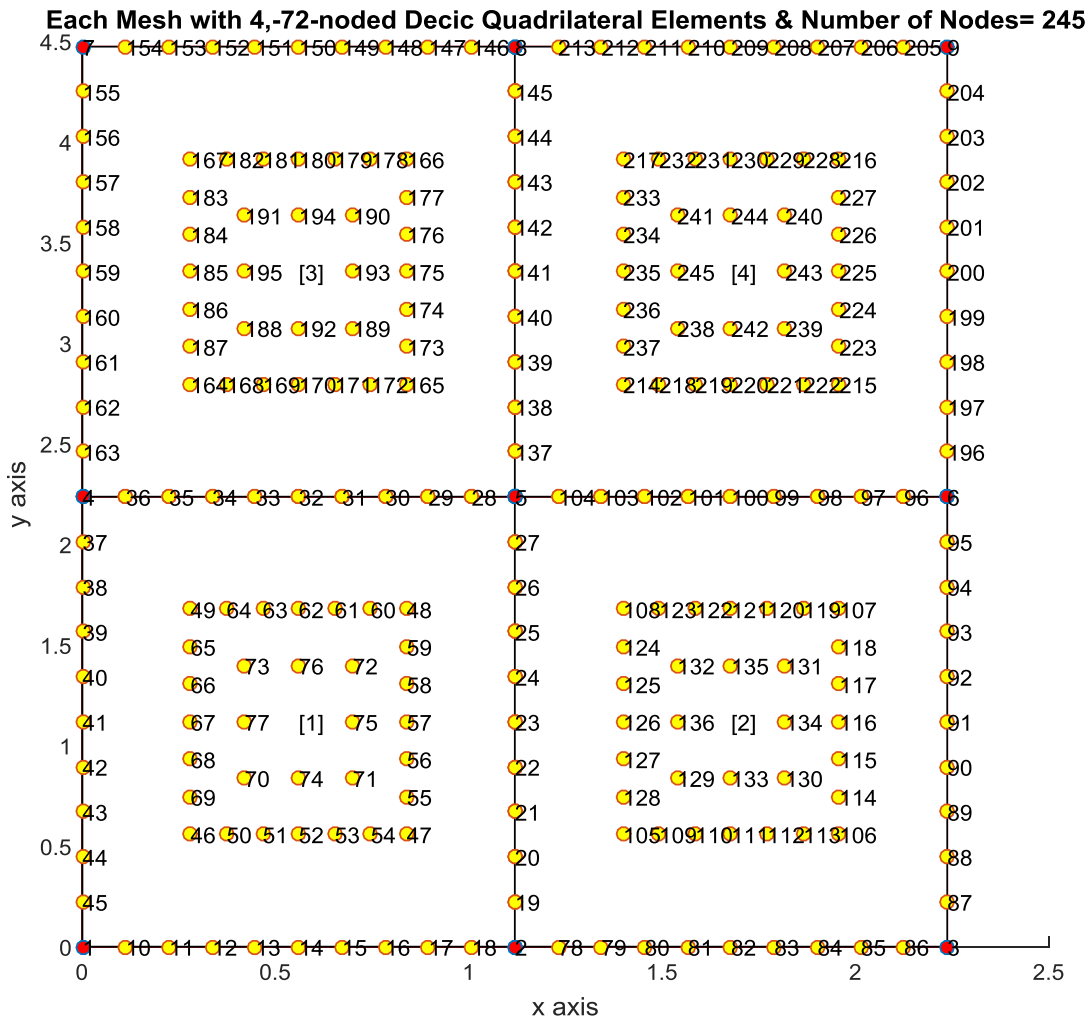 Each Mesh with 4,-72-noded Decic Quadrilateral Elements & Number of Nodes= 245
4.5 7 154 153 152 151 150 149 148 147 146 8 213 212 211 210 209 208 207 206 205 9
155 145 204
4 156 144 203
167 182 181 180 179 178 166 217 232 231 230 229 228 216
157 143 202
183 177 233 227
191 194 190 241 244 240
158 142 201
3.5 184 176 234 226
159 185 195 [3] 193 175 141 235 245 [4] 243 225 200
186 174 236 224
160 140 199
188 192 189 238 242 239
3 187 173 237 223
161 139 198
164 168 169 170 171 172 165 214 218 219 220 221 222 215
162 138 197
2.5 163 137 196
4 36 35 34 33 32 31 30 29 28 5 104 103 102 101 100 99 98 97 96 6
2 37 27 95
38 26 94
49 64 63 62 61 60 48 108 123 122 121 120 119 107
39 25 93
1.5 65 59 124 118
73 76 72 132 135 131
40 24 92
66 58 125 117
41 67 77 [1] 75 57 23 126 136 [2] 134 116 91
1 68 56 127 115
42 22 90
70 74 71 129 133 130
69 55 128 114
43 21 89
0.5 46 50 51 52 53 54 47 105 109 110 111 112 113 106
44 20 88
45 19 87
0 1 10 11 12 13 14 15 16 17 18 2 78 79 80 81 82 83 84 85 86 3
0 0.5 1 1.5 2 2.5
x axis
y axis